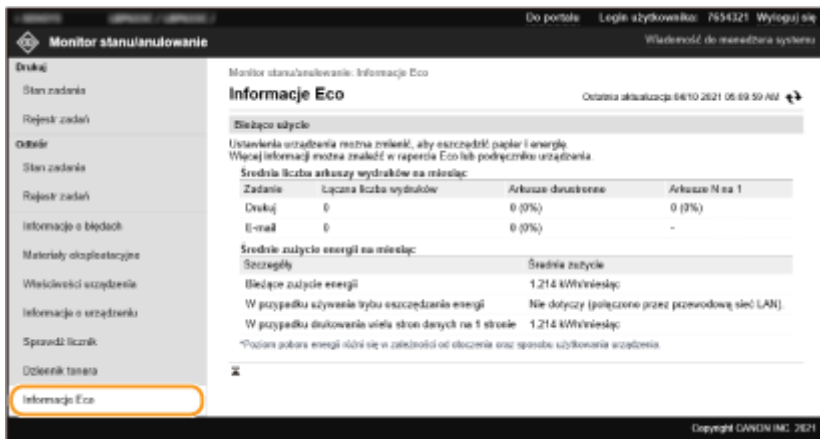 Do portalu Login użytkownika: 7654321 Wyloguj się
Monitor stanu/anulowanie
Wiadomość do menedżera systemu
Drukuj
Stan zadania
Rejestr zadań
Odbiór
Stan zadania
Rejestr zadań
Informacje o błędach
Materiały eksploatacyjne
Właściwości urządzenia
Informacje o urządzeniu
Sprawdź licznik
Dziennik tonera
Informacje Eco
Monitor stanu/anulowanie: Informacje Eco
Informacje Eco
Ostatnia aktualizacja:04/10 2021 05:09:59 AM
Bieżące użycie
Ustawienia urządzenia można zmienić, aby oszczędzić papier i energię.
Więcej informacji można znaleźć w raporcie Eco lub podręczniku urządzenia.
Średnia liczba arkuszy wydruków na miesiąc:
Zadanie Łączna liczba wydruków Arkusze dwustronne Arkusze N na 1
Drukuj 0 0 (0%) 0 (0%)
E-mail 0 0 (0%) -
Średnie zużycie energii na miesiąc:
Szczegóły Średnie zużycie
Bieżące zużycie energii 1.214 kWh/miesiąc
W przypadku używania trybu oszczędzania energii Nie dotyczy (połączono przez przewodową sieć LAN).
W przypadku drukowania wielu stron danych na 1 stronie 1.214 kWh/miesiąc
*Poziom poboru energii różni się w zależności od otoczenia oraz sposobu użytkowania urządzenia.
Copyright CANON INC. 2021